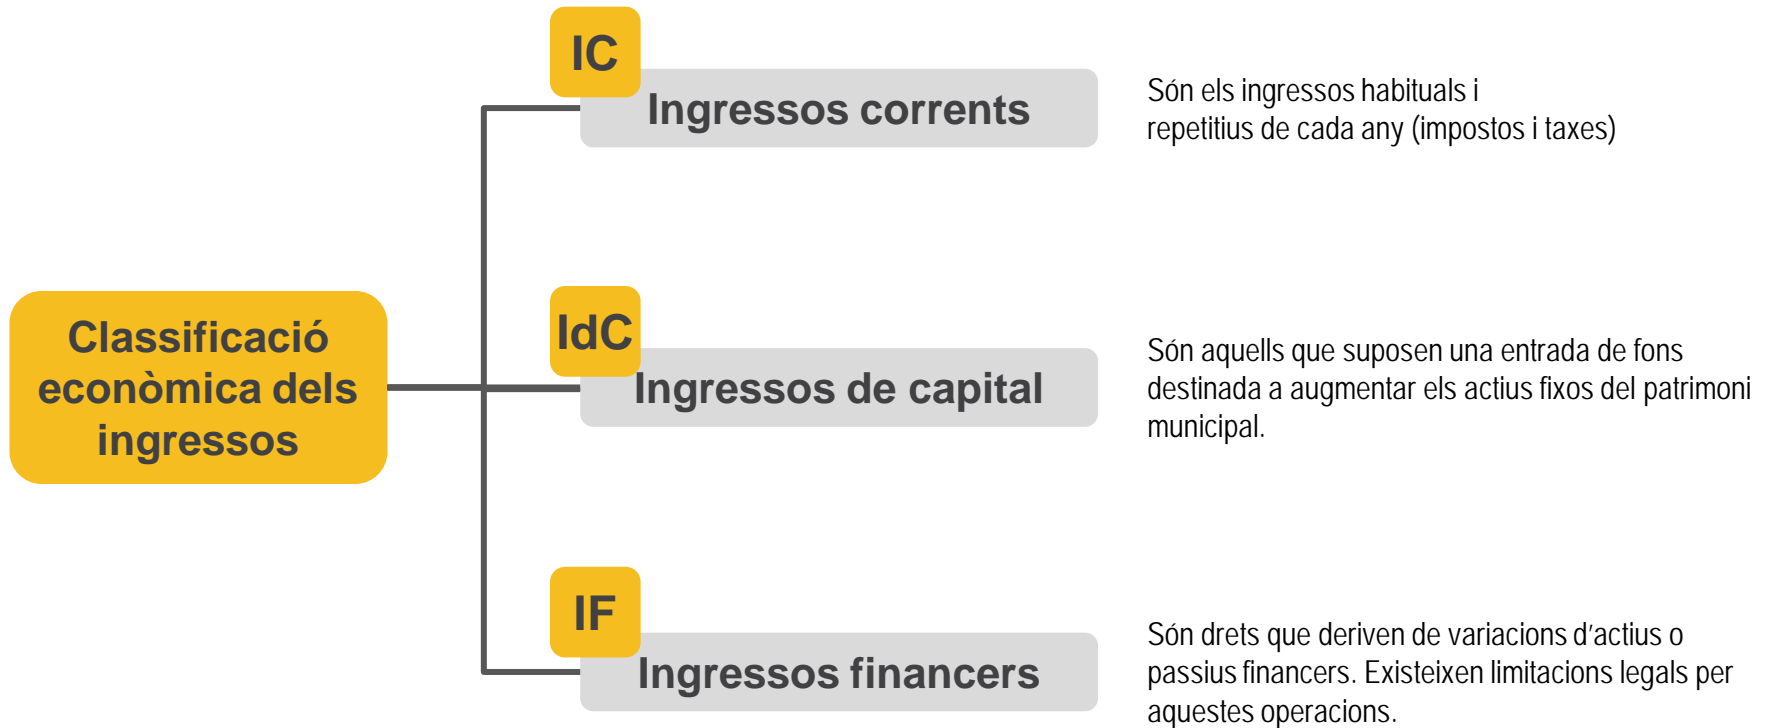 Classificació
econòmica dels
ingressos
IC
Ingressos corrents
Són els ingressos habituals i
repetitius de cada any (impostos i taxes)
IdC
Ingressos de capital
Són aquells que suposen una entrada de fons
destinada a augmentar els actius fixos del patrimoni
municipal.
IF
Ingressos financers
Són drets que deriven de variacions d’actius o
passius financers. Existeixen limitacions legals per
aquestes operacions.